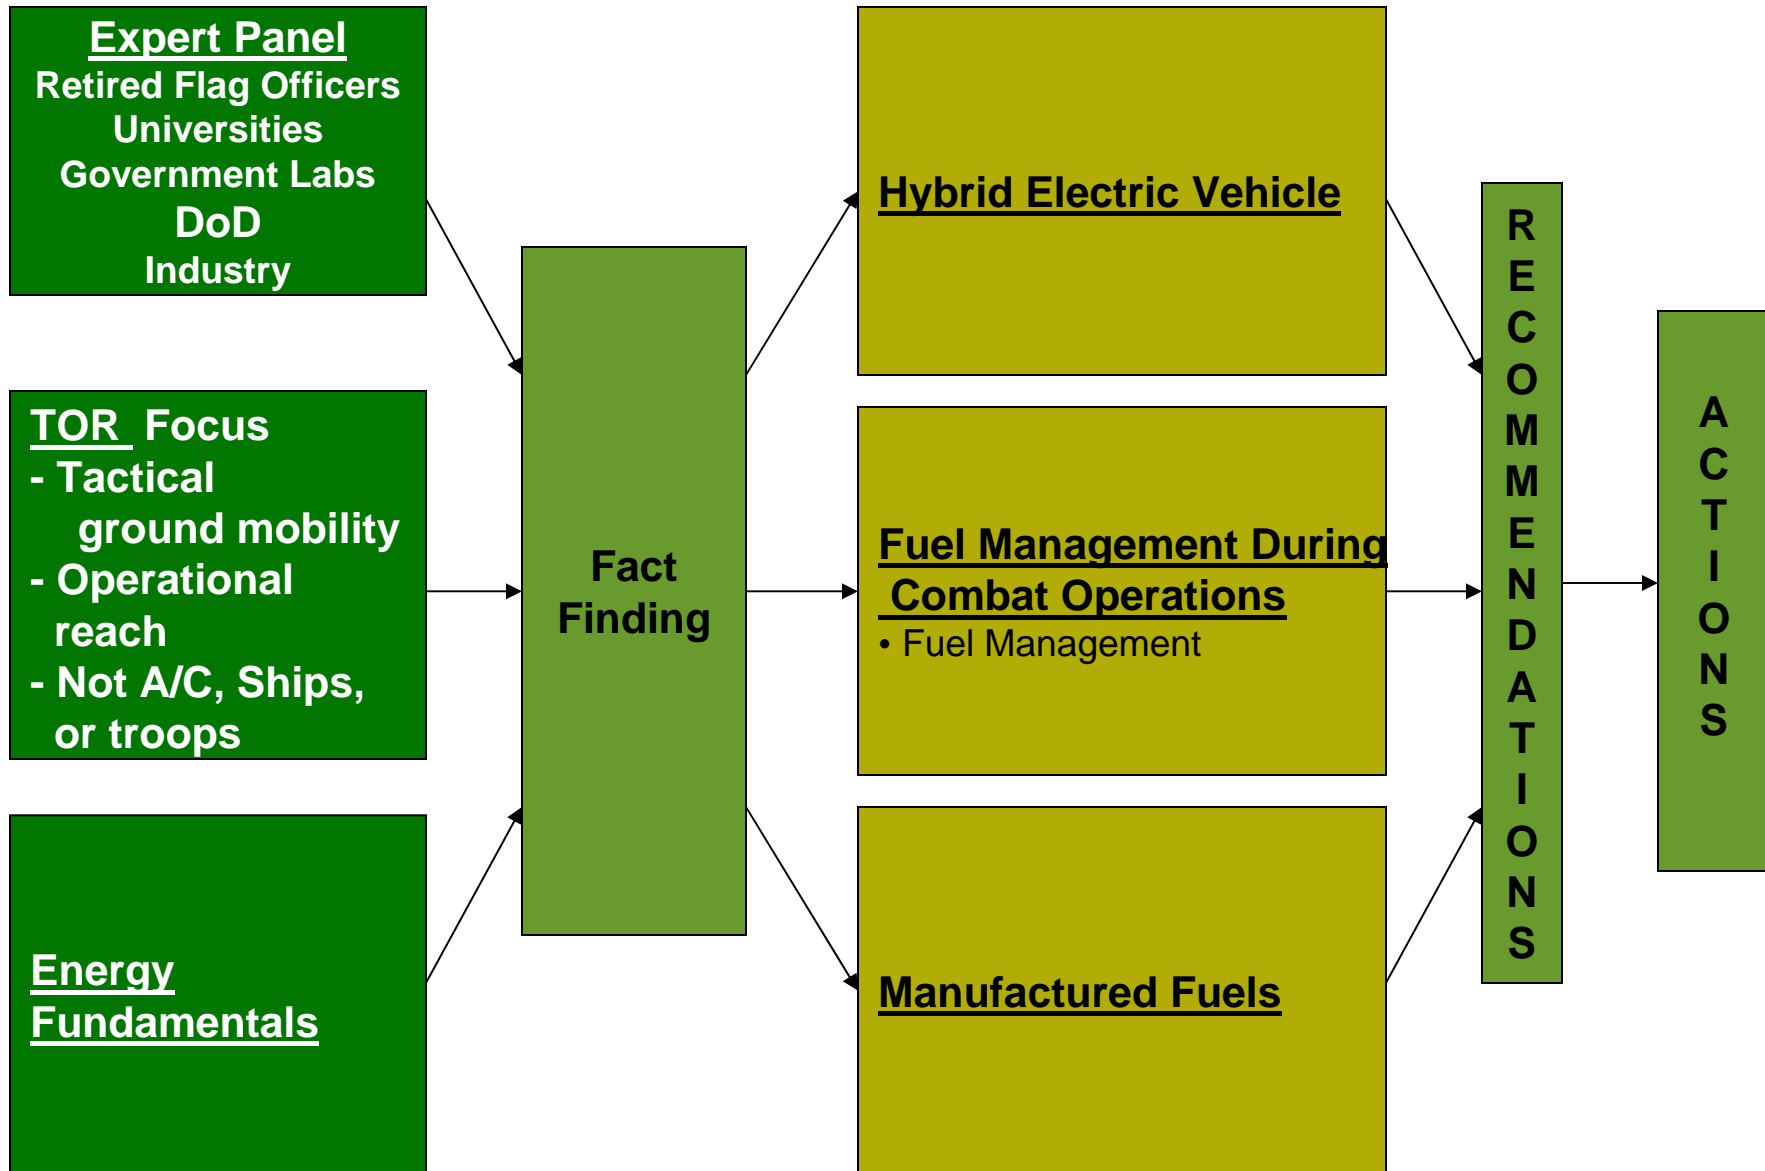 Expert Panel
Retired Flag Officers
Universities
Government Labs
DoD
Industry
TOR Focus
- Tactical
ground mobility
- Operational
reach
- Not A/C, Ships,
or troops
Energy
Fundamentals
Fact
Finding
Hybrid Electric Vehicle
Fuel Management During
Combat Operations
• Fuel Management
Manufactured Fuels
RECOMMENDATIONS
ACTIONS